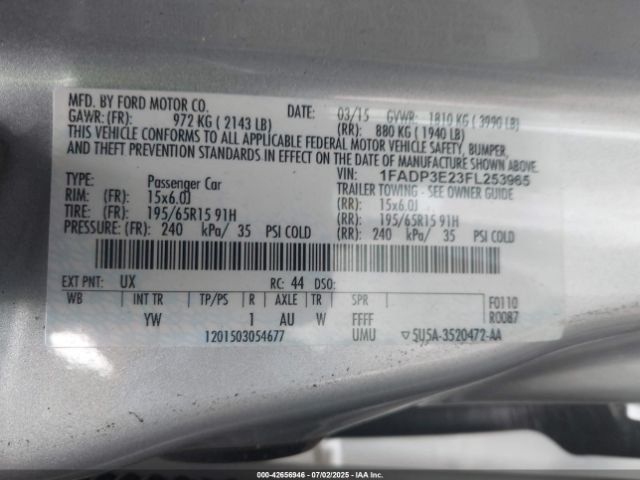 MFD. BY FORD MOTOR CO.
DATE: 03/15 GVWR: 1810 KG ( 3990 LB)
GAWR: (FR): 972 KG ( 2143 LB) (RR): 880 KG ( 1940 LB)
THIS VEHICLE CONFORMS TO ALL APPLICABLE FEDERAL MOTOR VEHICLE SAFETY, BUMPER,
AND THEFT PREVENTION STANDARDS IN EFFECT ON THE DATE OF MANUFACTURE SHOWN ABOVE.
VIN: 1FADP3E23FL253965
TYPE: Passenger Car TRAILER TOWING - SEE OWNER GUIDE
RIM: (FR): 15x6.0J (RR): 15x6.0J
TIRE: (FR): 195/65R15 91H (RR): 195/65R15 91H
PRESSURE: (FR): 240 kPa/ 35 PSI COLD (RR): 240 kPa/ 35 PSI COLD
EXT PNT: UX RC: 44 DSO:
WB INT TR TP/PS R AXLE TR SPR F0110
YW 1 AU W FFFF R0087
1201503054677 UMU 5U5A-3520472-AA
000-42656946 07/02/2025 IAAI.com